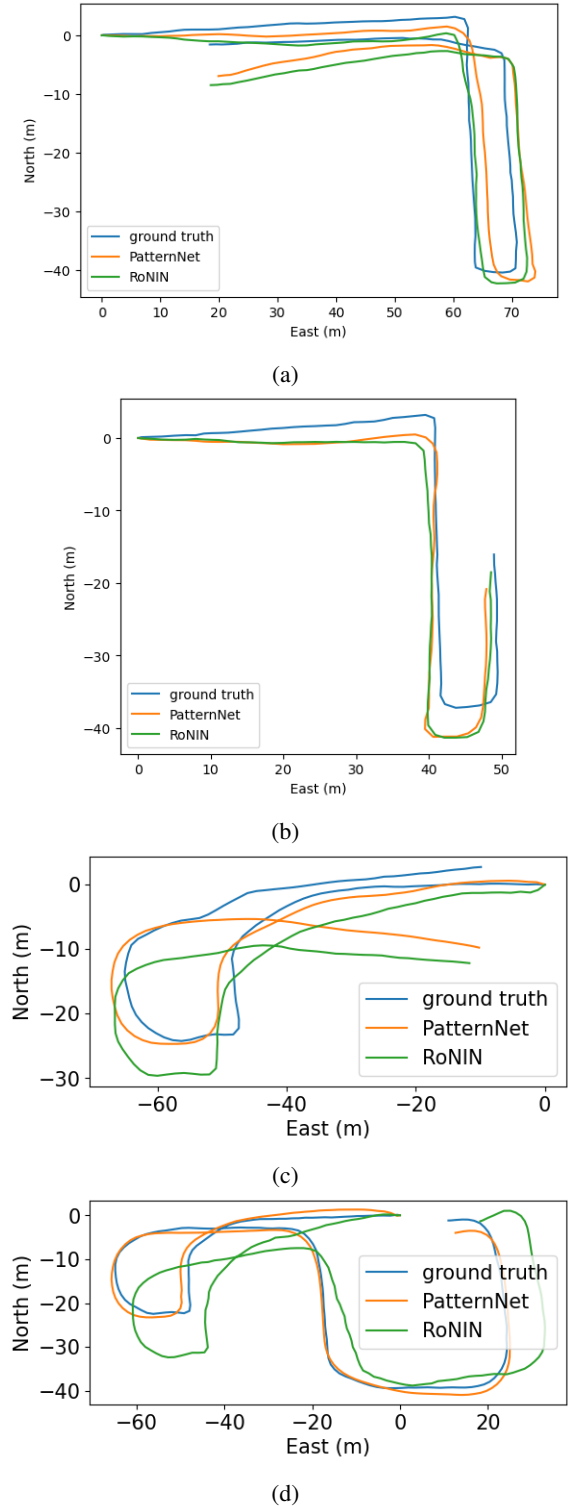 0
−10
−20
−30
−40
North (m)
ground truth
PatternNet
RoNIN
0 10 20 30 40 50 60 70
East (m)
(a)
0
−10
−20
−30
−40
North (m)
ground truth
PatternNet
RoNIN
0 10 20 30 40 50
East (m)
(b)
0
−10
−20
−30
North (m)
ground truth
PatternNet
RoNIN
−60 −40 −20 0
East (m)
(c)
0
−10
−20
−30
−40
North (m)
ground truth
PatternNet
RoNIN
−60 −40 −20 0 20
East (m)
(d)